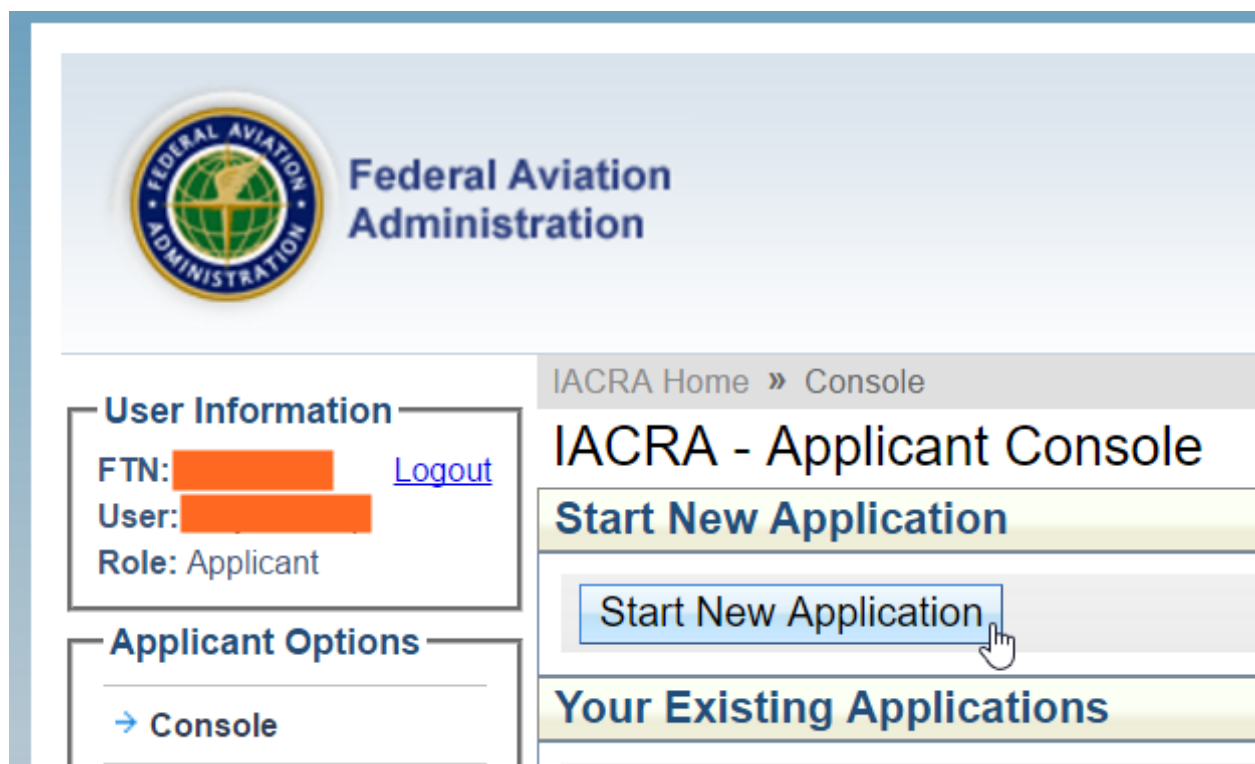 FEDERAL AVIATION
ADMINISTRATION
Federal Aviation
Administration
IACRA Home » Console
IACRA - Applicant Console
User Information
FTN:
Logout
User:
Role: Applicant
Start New Application
Start New Application
Applicant Options
Console
Your Existing Applications